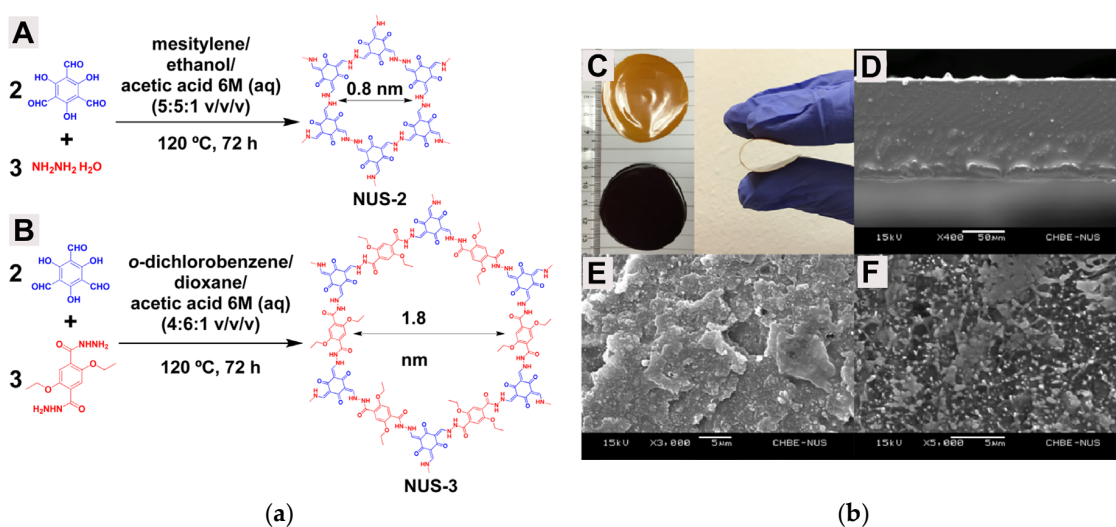 A
2
CHO
OH
HO
OHC
CHO
OH
+
3
NH2NH2 H2O
mesitylene/
ethanol/
acetic acid 6M (aq)
(5:5:1 v/v/v)
120 ºC, 72 h
0.8 nm
NUS-2
B
2
CHO
OH
HO
OHC
CHO
OH
+
3
O
NHNH2
O
O
H2NHN
O
o-dichlorobenzene/
dioxane/
acetic acid 6M (aq)
(4:6:1 v/v/v)
120 ºC, 72 h
1.8
nm
NUS-3
(a)
C
D
15kV X400 50μm CHBE-NUS
E
15kV X3,000 5μm CHBE-NUS
F
15kV X5,000 5μm CHBE-NUS
(b)